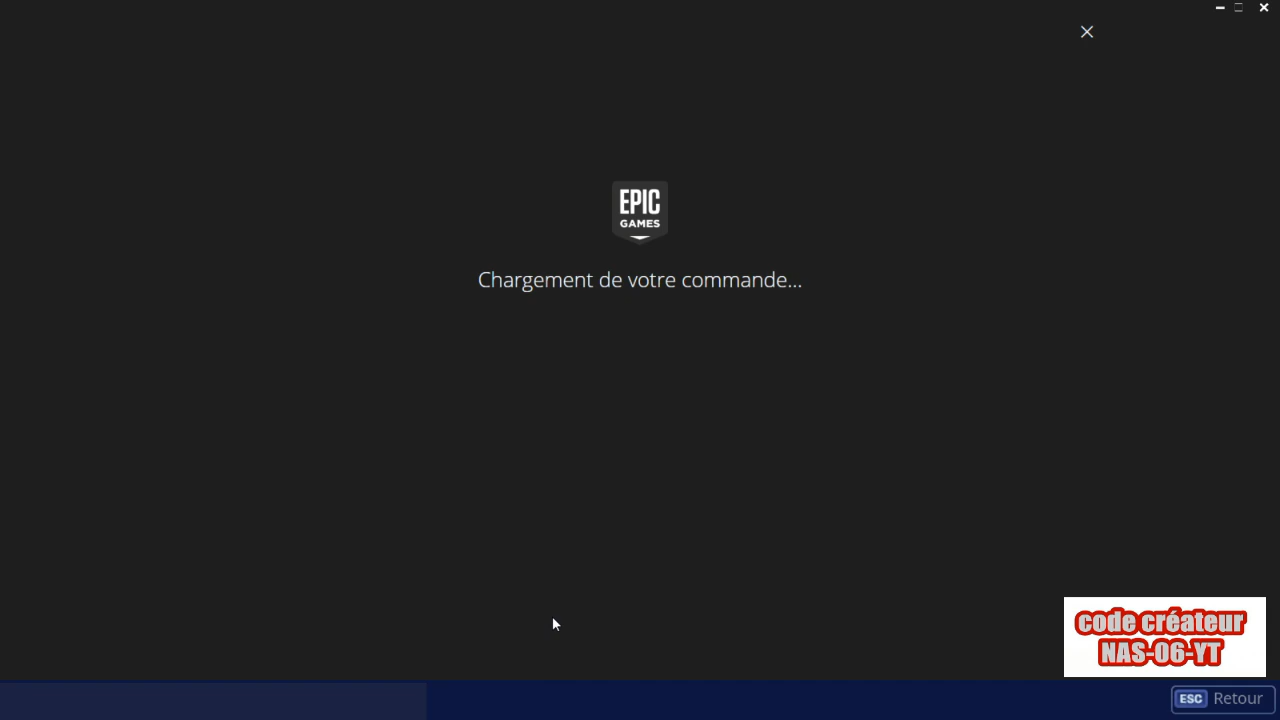 EPIC
GAMES
Chargement de votre commande...
code créateur
NAS-06-YT
ESC Retour